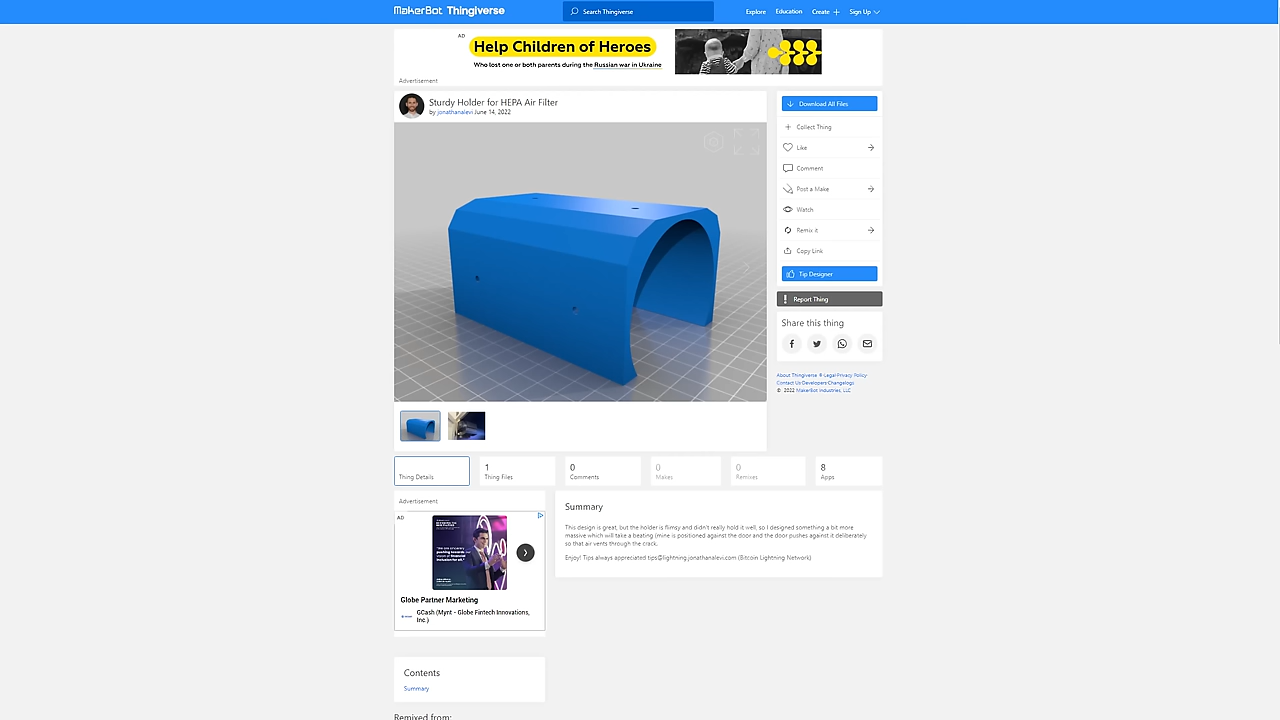 MakerBot Thingiverse
Search Thingiverse
Explore
Education
Create
Sign Up
AD
Help Children of Heroes
Who lost one or both parents during the Russian war in Ukraine
Advertisement
Sturdy Holder for HEPA Air Filter
by jonathanalevi June 14, 2022
Download All Files
Collect Thing
Like
Comment
Post a Make
Watch
Remix it
Copy Link
Tip Designer
Report Thing
Share this thing
About Thingiverse ® Legal Privacy Policy
Contact Us Developers Changelogs
© 2022 MakerBot Industries, LLC
Thing Details
1
Thing Files
0
Comments
0
Makes
0
Remixes
8
Apps
Advertisement
AD
Globe Partner Marketing
GCash (Mynt - Globe Fintech Innovations,
Inc.)
Summary
This design is great, but the holder is flimsy and didn't really hold it well, so I designed something a bit more
massive which will take a beating (mine is positioned against the door and the door pushes against it deliberately
so that air vents through the crack.
Enjoy! Tips always appreciated tips@lightning.jonathanalevi.com (Bitcoin Lightning Network)
Contents
Summary
Remixed from: